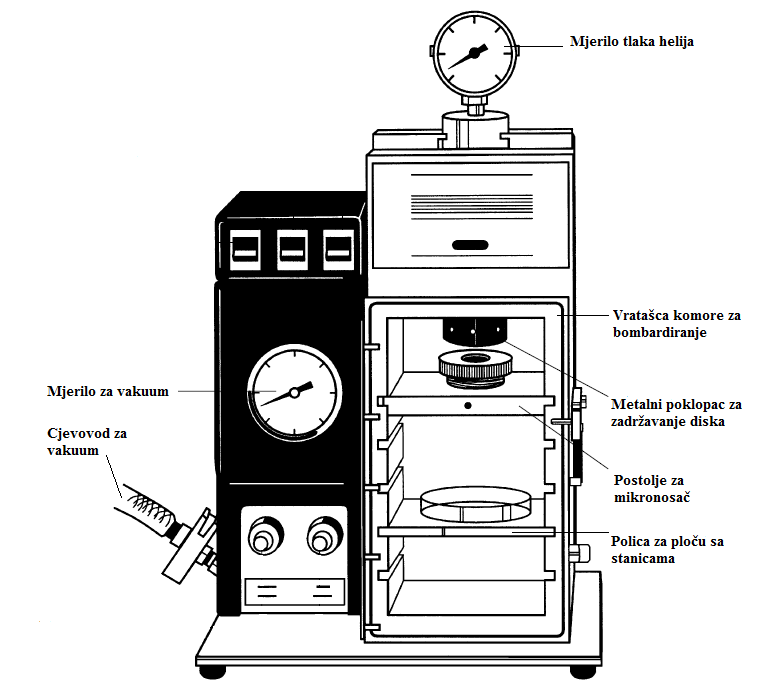 Mjerilo tlaka helija
Vratašca komore za
bombardiranje
Mjerilo za vakuum
Metalni poklopac za
zadržavanje diska
Cjevovod za
vakuum
Postolje za
mikronosač
Polica za ploču sa
stanicama